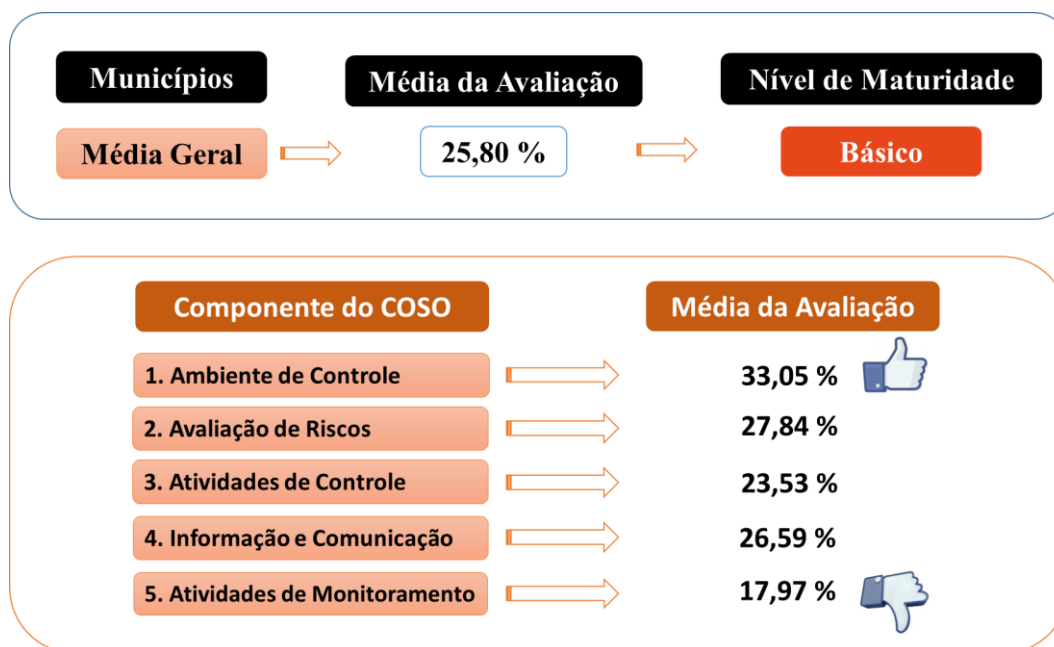 Municípios
Média da Avaliação
Nível de Maturidade
Média Geral
25,80 %
Básico
Componente do COSO
Média da Avaliação
1. Ambiente de Controle
33,05 %
2. Avaliação de Riscos
27,84 %
3. Atividades de Controle
23,53 %
4. Informação e Comunicação
26,59 %
5. Atividades de Monitoramento
17,97 %